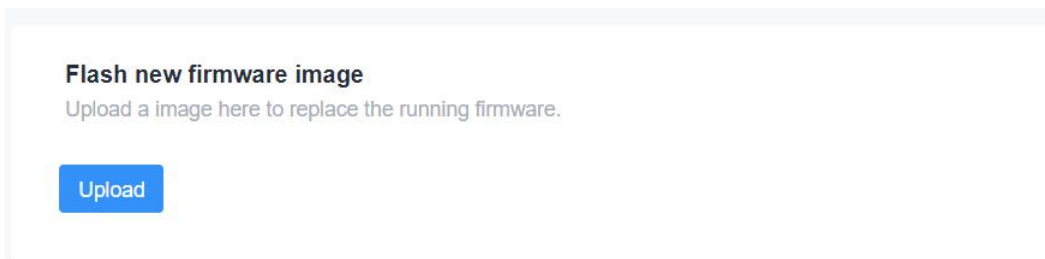 Flash new firmware image
Upload a image here to replace the running firmware.
Upload